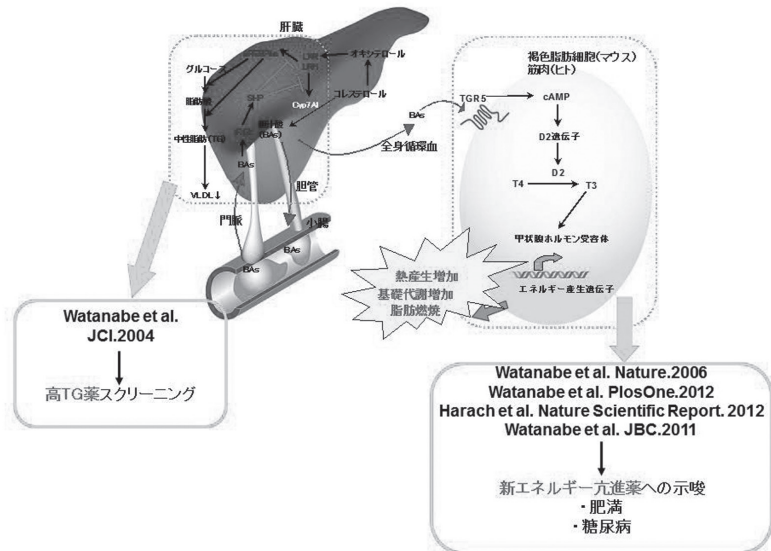 肝臓
グルコース
脂肪酸
中性脂肪(TG)
VLDL↓
SHP
Cyp7A1
オキシテロール
コレステロール
胆汁酸
(BAs)
BAs
門脈
胆管
小腸
BAs
BAs
BAs
全身循環血
褐色脂肪細胞(マウス)
筋肉(ヒト)
TGR5
cAMP
D2遺伝子
D2
T4
T3
甲状腺ホルモン受容体
エネルギー産生遺伝子
熱産生増加
基礎代謝増加
脂肪燃焼
Watanabe et al.
JCI.2004
高TG薬スクリーニング
Watanabe et al. Nature.2006
Watanabe et al. PlosOne.2012
Harach et al. Nature Scientific Report. 2012
Watanabe et al. JBC.2011
新エネルギー亢進薬への示唆
・肥満
・糖尿病